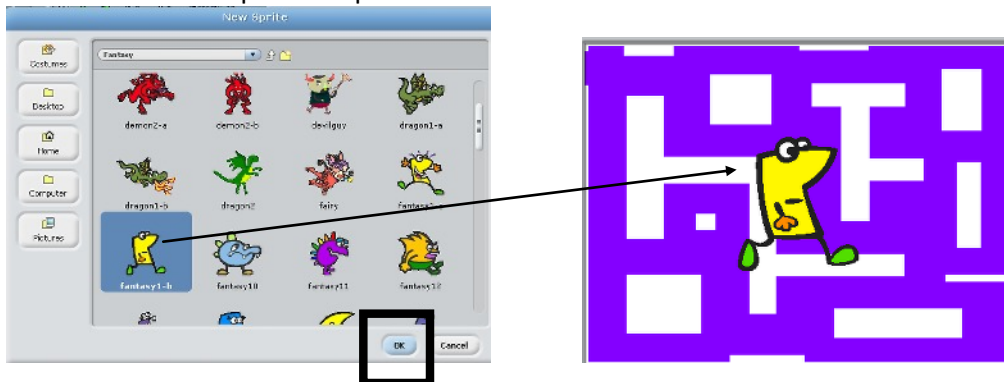 New Sprite
Costumes
Fantasy
Desktop
demon2-a demon2-b devilguy dragon1-a
Home
Computer
dragon1-b dragon2 fairy fantasy1-a
Pictures
fantasy1-b fantasy10 fantasy11 fantasy12
OK Cancel